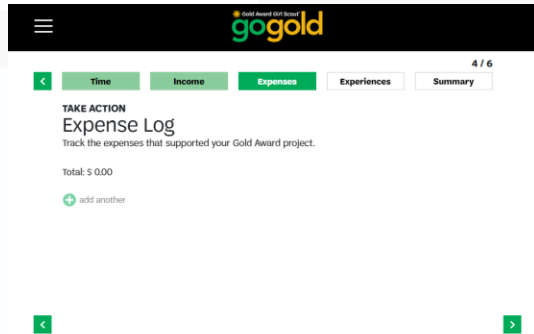 Gold Award Girl Scout
gogold
4 / 6
Time Income Expenses Experiences Summary
TAKE ACTION
Expense Log
Track the expenses that supported your Gold Award project.
Total: $ 0.00
add another